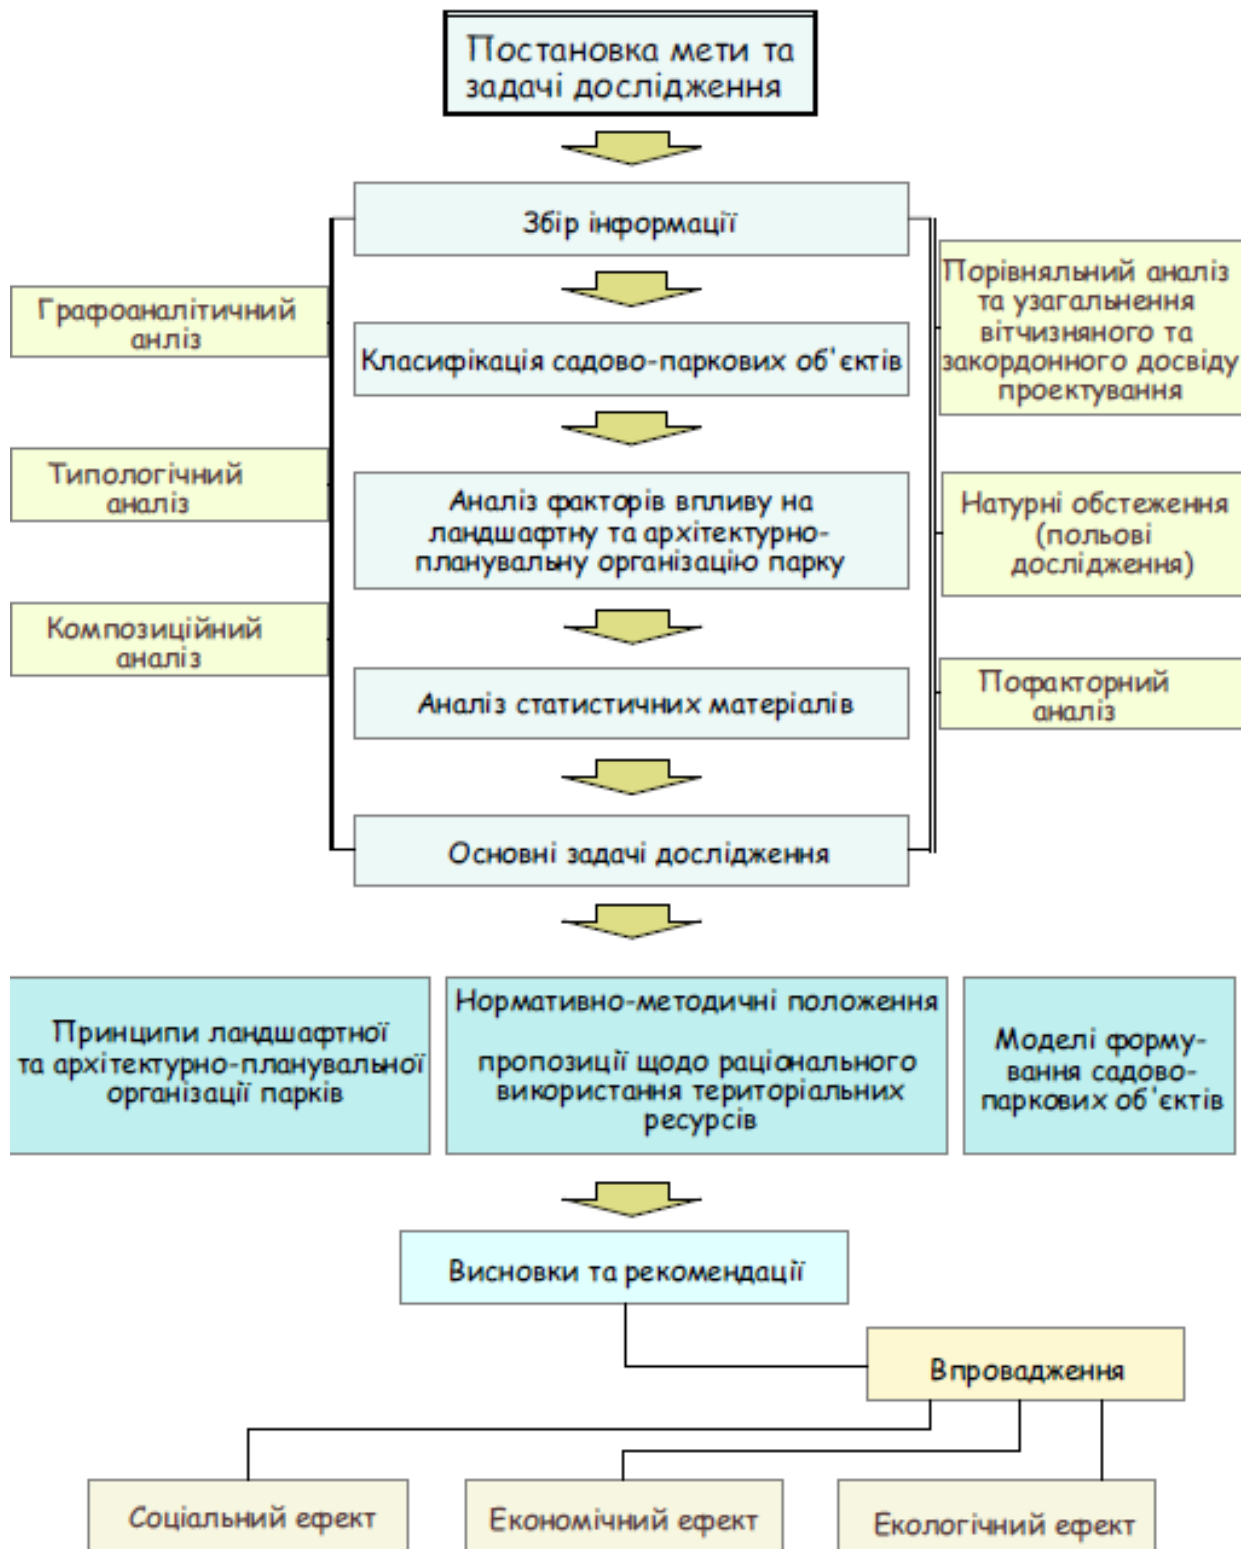 Постановка мети та
задачі дослідження
Збір інформації
Графоаналітичний
анліз
Порівняльний аналіз
та узагальнення
вітчизняного та
закордонного досвіду
проектування
Класифікація садово-паркових об'єктів
Типологічний
аналіз
Аналіз факторів впливу на
ландшафтну та архітектурно-
планувальну організацію парку
Натурні обстеження
(польові
дослідження)
Композиційний
аналіз
Аналіз статистичних матеріалів
Пофакторний
аналіз
Основні задачі дослідження
Принципи ландшафтної
та архітектурно-планувальної
організації парків
Нормативно-методичні положення
пропозиції щодо раціонального
використання територіальних
ресурсів
Моделі форму-
вання садово-
паркових об'єктів
Висновки та рекомендації
Впровадження
Соціальний ефект
Економічний ефект
Екологічний ефект